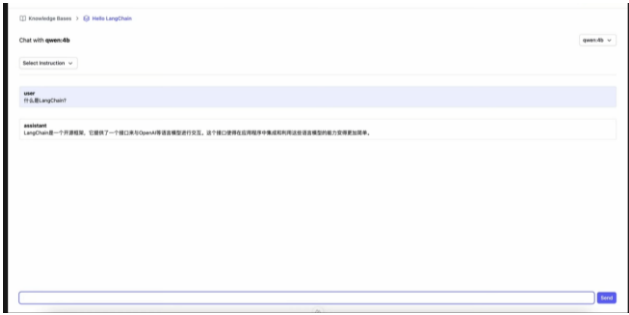 Knowledge Bases > Hello LangChain
Chat with qwen:4b
qwen:4b
Select Instruction
user
什么是LangChain?
assistant
LangChain是一个开源框架，它提供了一个接口来与OpenAI等语言模型进行交互。这个接口使得在应用程序中集成和利用这些语言模型的能力变得更加简单。
Send